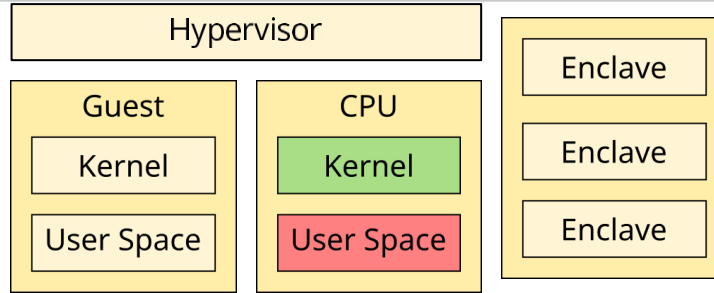 Hypervisor
Guest
Kernel
User Space
CPU
Kernel
User Space
Enclave
Enclave
Enclave